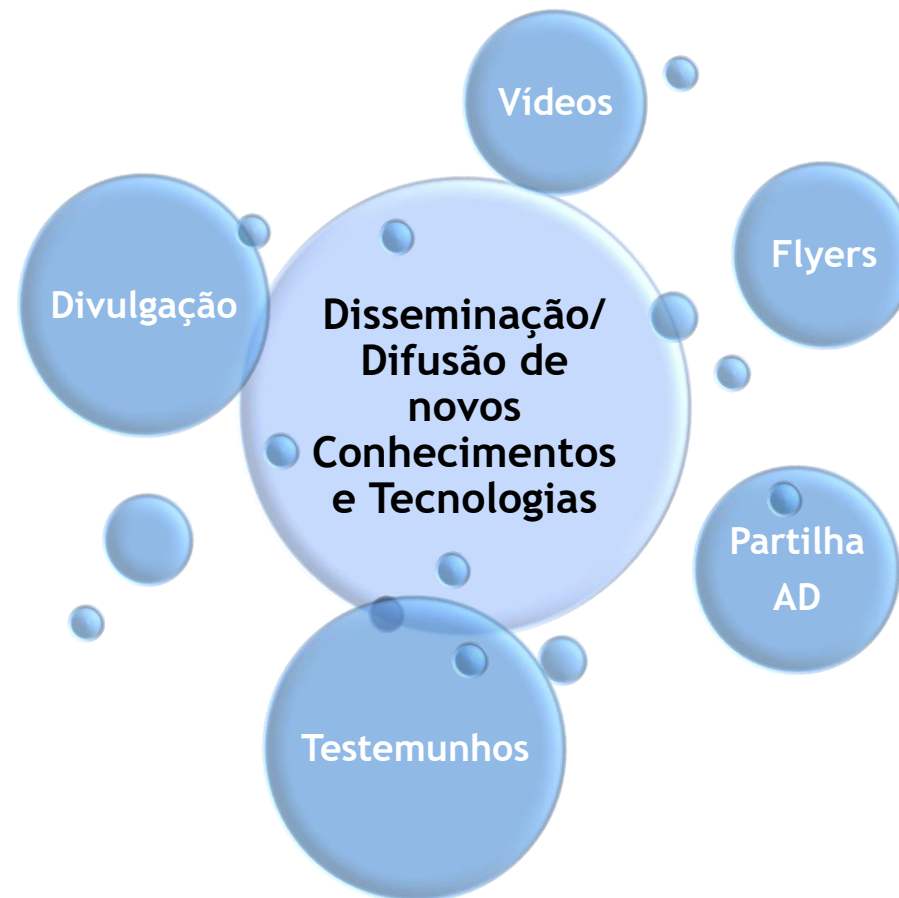 Vídeos
Flyers
Divulgação
Disseminação/
Difusão de
novos
Conhecimentos
e Tecnologias
Partilha
AD
Testemunhos